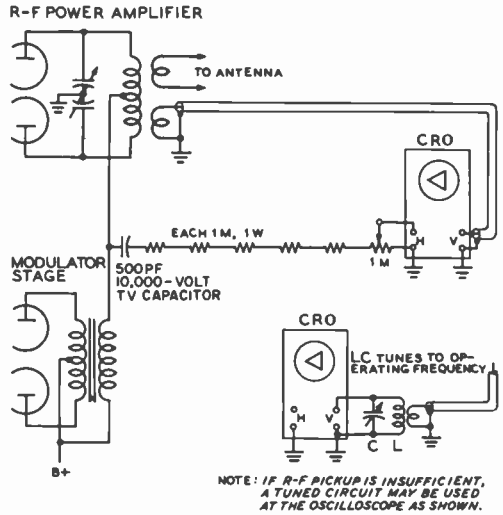 R-F POWER AMPLIFIER
TO ANTENNA
CRO
H
V
EACH 1M, 1W
1M
500PF
10,000-VOLT
TV CAPACITOR
MODULATOR
STAGE
B+
CRO
H
V
C
L
LC TUNES TO OP-
ERATING FREQUENCY
NOTE: IF R-F PICKUP IS INSUFFICIENT,
A TUNED CIRCUIT MAY BE USED
AT THE OSCILLOSCOPE AS SHOWN.